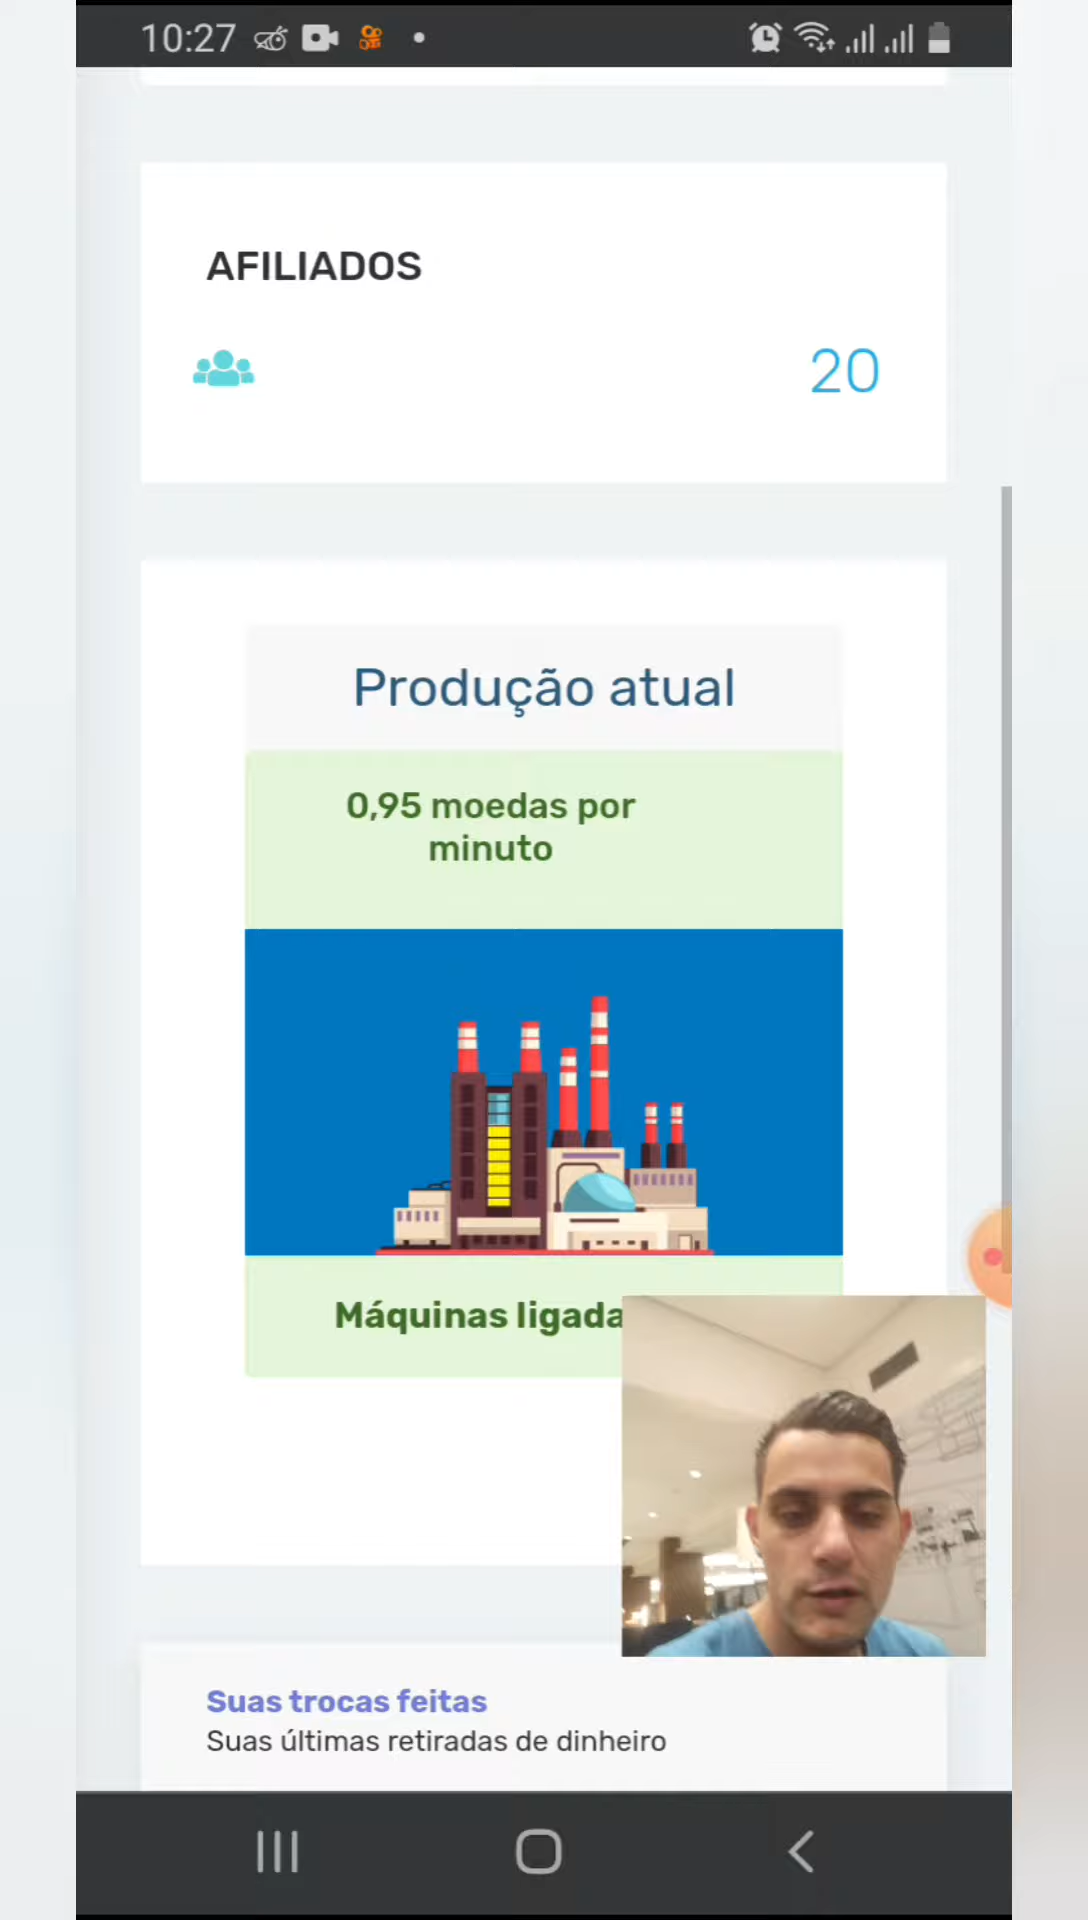 10:27
AFILIADOS
20
Produção atual
0,95 moedas por
minuto
Máquinas ligada
Suas trocas feitas
Suas últimas retiradas de dinheiro